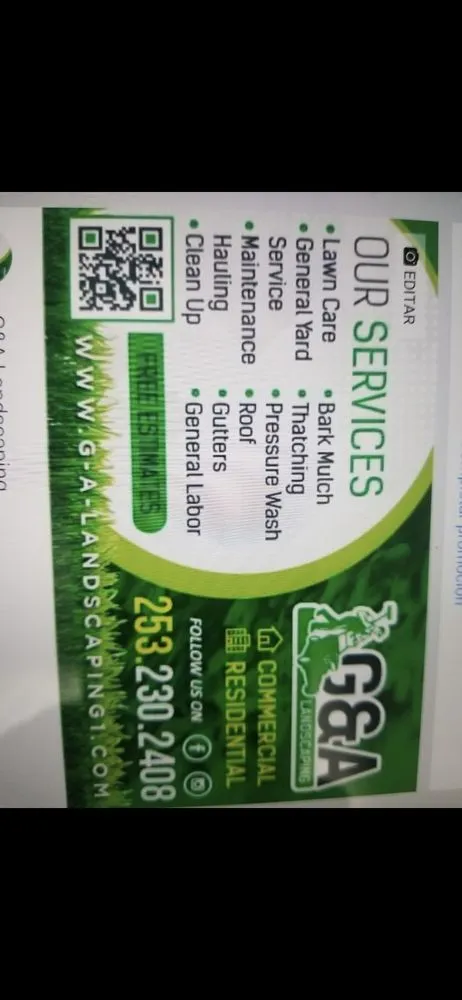 EDITAR
OUR SERVICES
• Lawn Care
• General Yard
Service
• Maintenance
Hauling
• Clean Up
• Bark Mulch
• Thatching
• Pressure Wash
• Roof
• Gutters
• General Labor
FREE ESTIMATES
WWW.G-A-LANDSCAPING1.COM
G&A
LANDSCAPING
COMMERCIAL
RESIDENTIAL
FOLLOW US ON
253.230.2408
G&A Landscaping